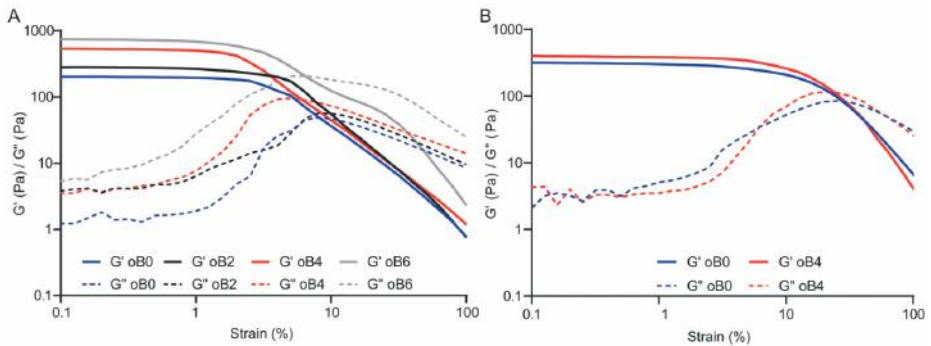 A
1000
100
10
1
0.1
G' (Pa) / G" (Pa)
G' oB0 G' oB2 G' oB4 G' oB6
G" oB0 G" oB2 G" oB4 G" oB6
0.1 1 10 100
Strain (%)
B
1000
100
10
1
0.1
G' (Pa) / G" (Pa)
G' oB0 G' oB4
G" oB0 G" oB4
0.1 1 10 100
Strain (%)